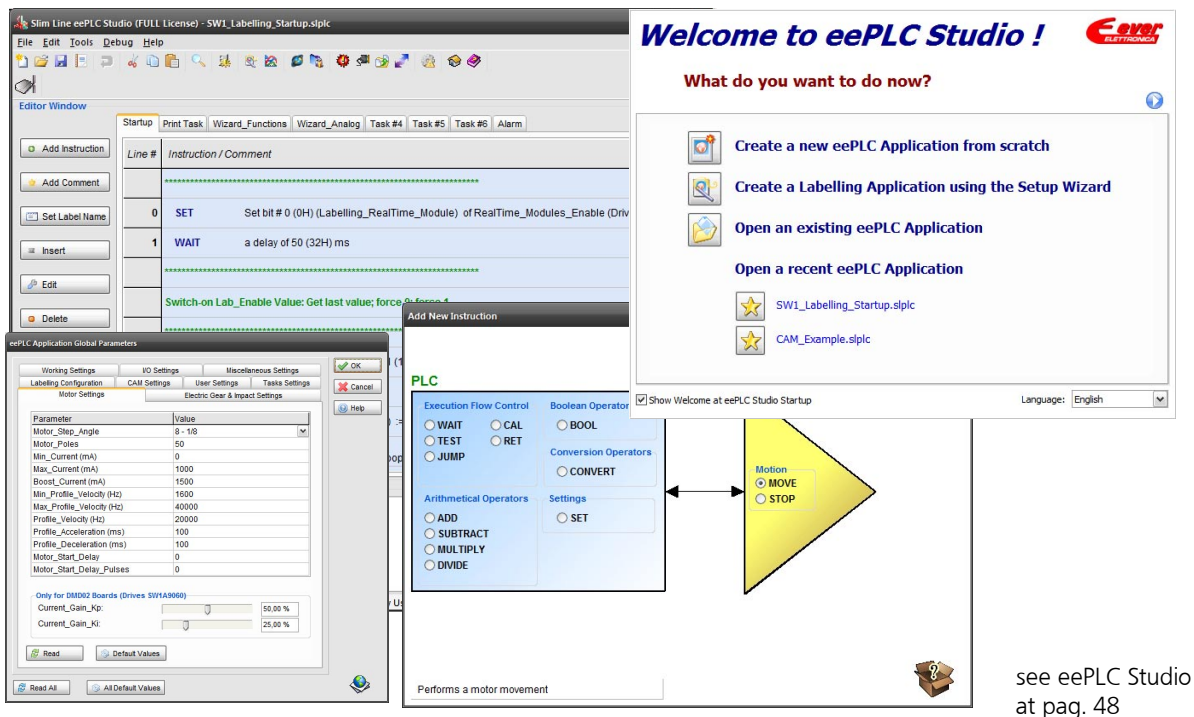 Slim Line eePLC Studio (FULL License) - SW1_Labelling_Startup.slplc
File Edit Tools Debug Help
Editor Window
Startup Print Task Wizard_Functions Wizard_Analog Task #4 Task #5 Task #6 Alarm
Add Instruction
Add Comment
Set Label Name
Insert
Edit
Delete
Line # Instruction / Comment
**************************************************************************
0 SET Set bit # 0 (0H) (Labelling_RealTime_Module) of RealTime_Modules_Enable (Driv
1 WAIT a delay of 50 (32H) ms
**************************************************************************
Switch-on Lab_Enable Value: Get last value; force 0; force 1
Welcome to eePLC Studio !
ever
ELETTRONICA
What do you want to do now?
Create a new eePLC Application from scratch
Create a Labelling Application using the Setup Wizard
Open an existing eePLC Application
Open a recent eePLC Application
SW1_Labelling_Startup.slplc
CAM_Example.slplc
Show Welcome at eePLC Studio Startup
Language: English
eePLC Application Global Parameters
Working Settings I/O Settings Miscellaneous Settings
Labeling Configuration CAM Settings User Settings Tasks Settings
Motor Settings Electric Gear & Impact Settings
OK
Cancel
Help
Parameter Value
Motor_Step_Angle 8 - 1/8
Motor_Poles 50
Min_Current (mA) 0
Max_Current (mA) 1000
Boost_Current (mA) 1500
Min_Profile_Velocity (Hz) 1600
Max_Profile_Velocity (Hz) 40000
Profile_Velocity (Hz) 20000
Profile_Acceleration (ms) 100
Profile_Deceleration (ms) 100
Motor_Start_Delay 0
Motor_Start_Delay_Pulses 0
Only for DMD02 Boards (Drives SW1A9060)
Current_Gain_Kp: 50,00 %
Current_Gain_Ki: 25,00 %
Read Default Values
Read All All Default Values
Add New Instruction
PLC
Execution Flow Control
WAIT CAL
TEST RET
JUMP
Boolean Operator
BOOL
Conversion Operators
CONVERT
Arithmetical Operators
ADD
SUBTRACT
MULTIPLY
DIVIDE
Settings
SET
Motion
MOVE
STOP
Performs a motor movement
see eePLC Studio
at pag. 48